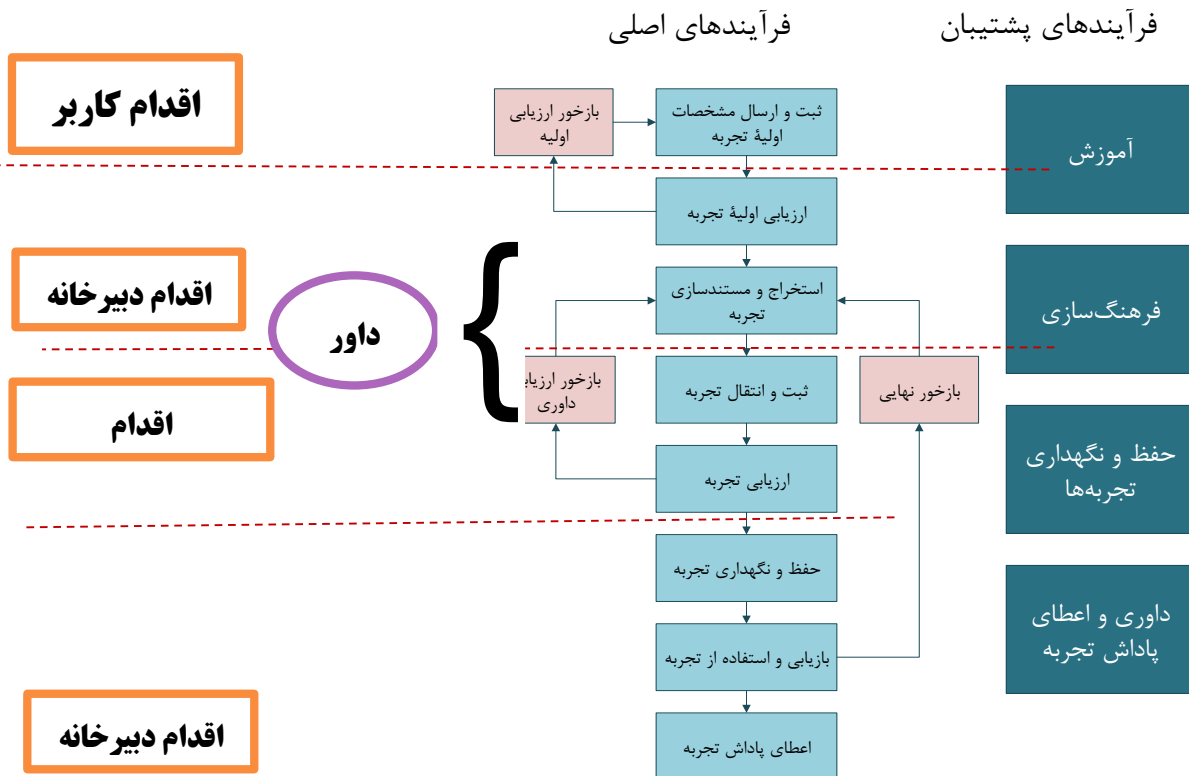 فرآیندهای پشتیبان
فرآیندهای اصلی
آموزش
فرهنگ‌سازی
حفظ و نگهداری
تجربه‌ها
داوری و اعطای
پاداش تجربه
ثبت و ارسال مشخصات
اولیهٔ تجربه
بازخور ارزیابی
اولیه
ارزیابی اولیهٔ تجربه
استخراج و مستندسازی
تجربه
ثبت و انتقال تجربه
بازخور نهایی
بازخور ارزیاب
داوری
ارزیابی تجربه
حفظ و نگهداری تجربه
بازیابی و استفاده از تجربه
اعطای پاداش تجربه
داور
اقدام کاربر
اقدام دبیرخانه
اقدام
اقدام دبیرخانه